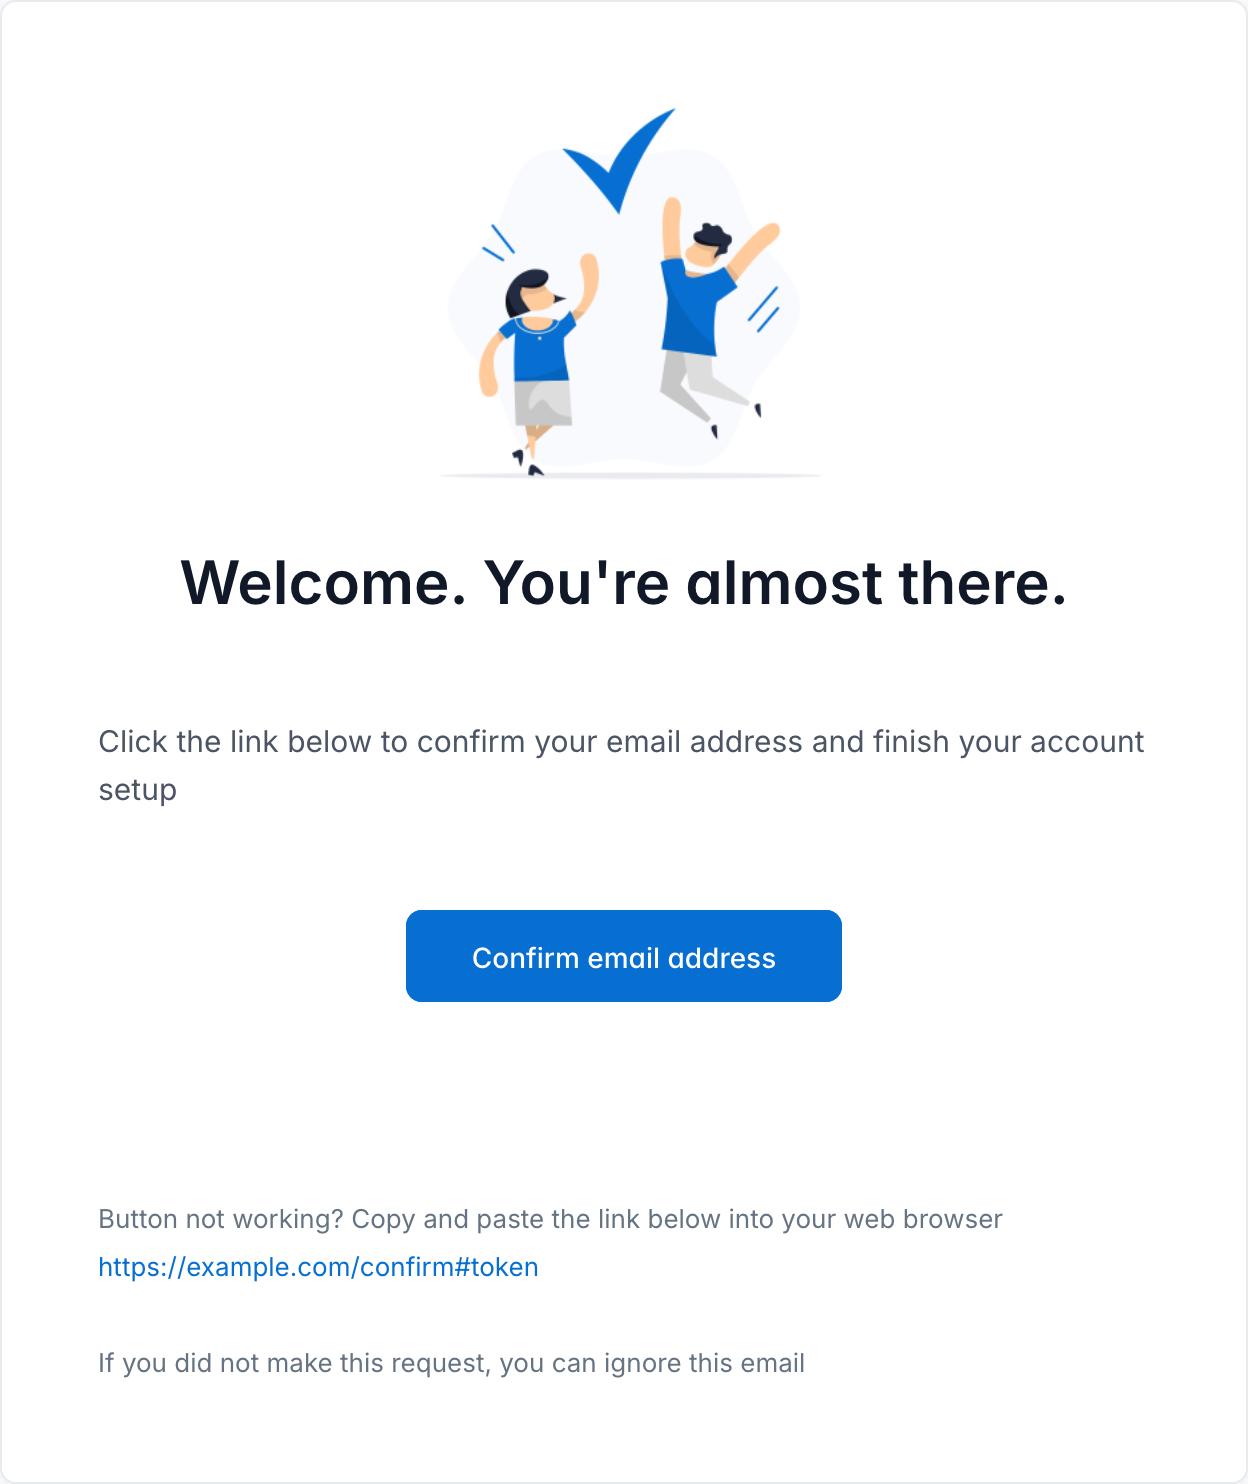 Welcome. You're almost there.
Click the link below to confirm your email address and finish your account
setup
Confirm email address
Button not working? Copy and paste the link below into your web browser
https://example.com/confirm#token
If you did not make this request, you can ignore this email